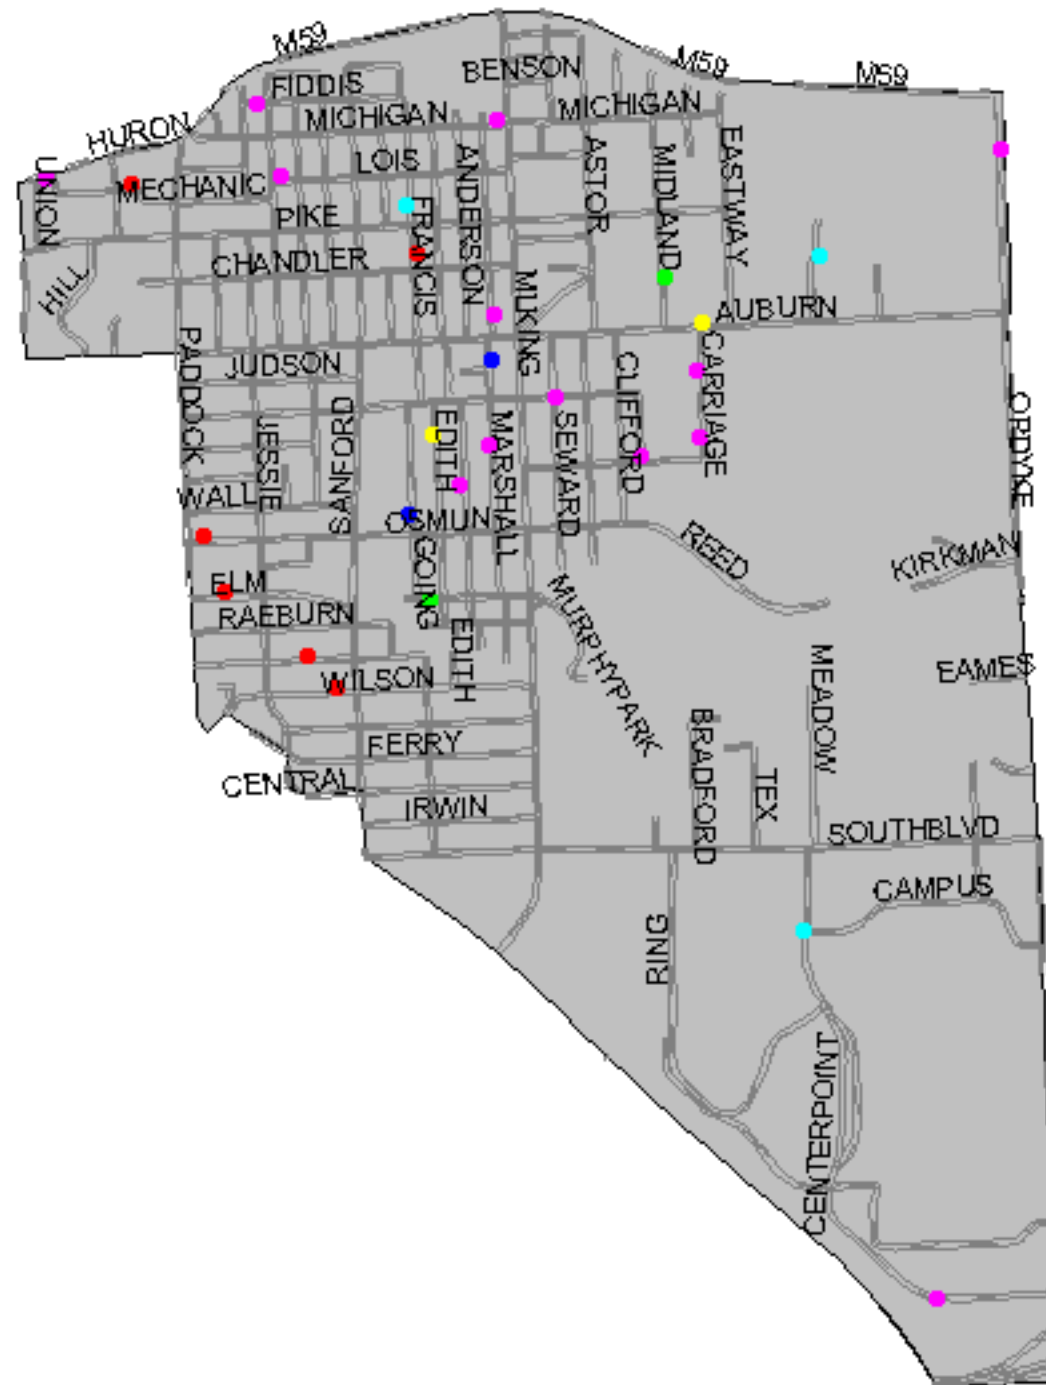 M59
M59
M59
BENSON
FIDDIS
MICHIGAN
MICHIGAN
HURON
LOIS
UNION
MECHANIC
ANDERSON
ASTOR
MIDLAND
EASTWAY
PIKE
FRANCIS
CHANDLER
HILL
MLKING
AUBURN
PADDOCK
JUDSON
CLIFFORD
CARRIAGE
OPDYKE
SANFORD
JESSIE
EDITH
MARSHALL
SEWARD
WALL
OSMUN
GOING
REED
KIRKMAN
ELM
RAEBURN
MURPHYPARK
EDITH
MEADOW
EAMES
WILSON
BRADFORD
FERRY
TEX
CENTRAL
IRWIN
SOUTHBLVD
CAMPUS
RING
CENTERPOINT